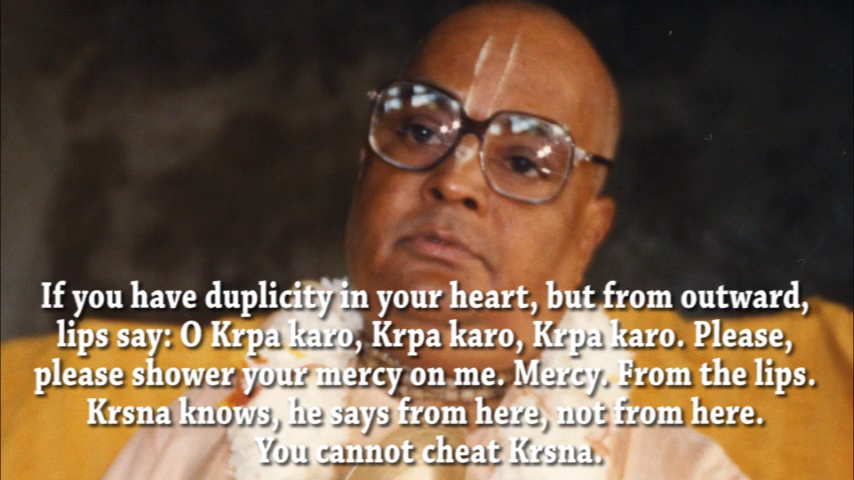 If you have duplicity in your heart, but from outward,
lips say: O Krpa karo, Krpa karo, Krpa karo. Please,
please shower your mercy on me. Mercy. From the lips.
Krsna knows, he says from here, not from here.
You cannot cheat Krsna.